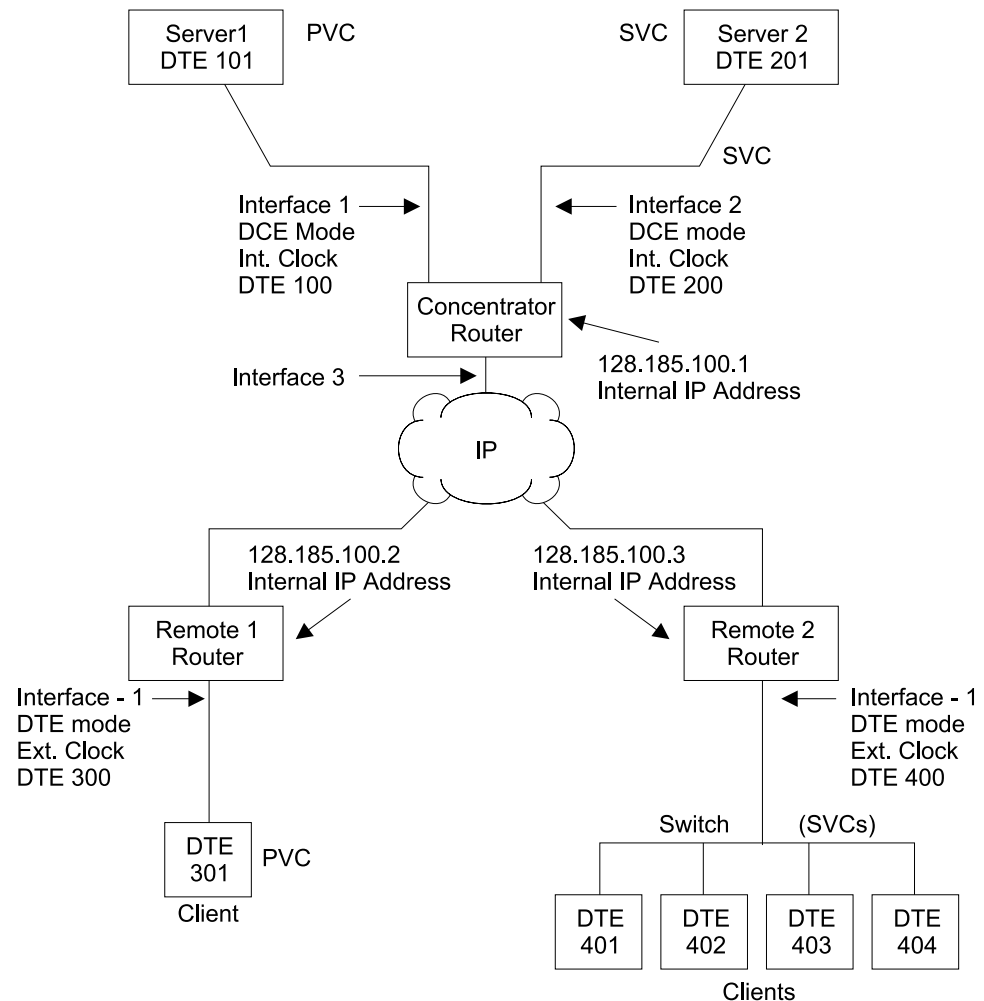 Server1
DTE 101
PVC
SVC
Server 2
DTE 201
SVC
Interface 1
DCE Mode
Int. Clock
DTE 100
Interface 2
DCE mode
Int. Clock
DTE 200
Concentrator
Router
128.185.100.1
Internal IP Address
Interface 3
IP
128.185.100.2
Internal IP Address
128.185.100.3
Internal IP Address
Remote 1
Router
Remote 2
Router
Interface - 1
DTE mode
Ext. Clock
DTE 300
Interface - 1
DTE mode
Ext. Clock
DTE 400
DTE
301
PVC
Client
Switch
(SVCs)
DTE
401
DTE
402
DTE
403
DTE
404
Clients